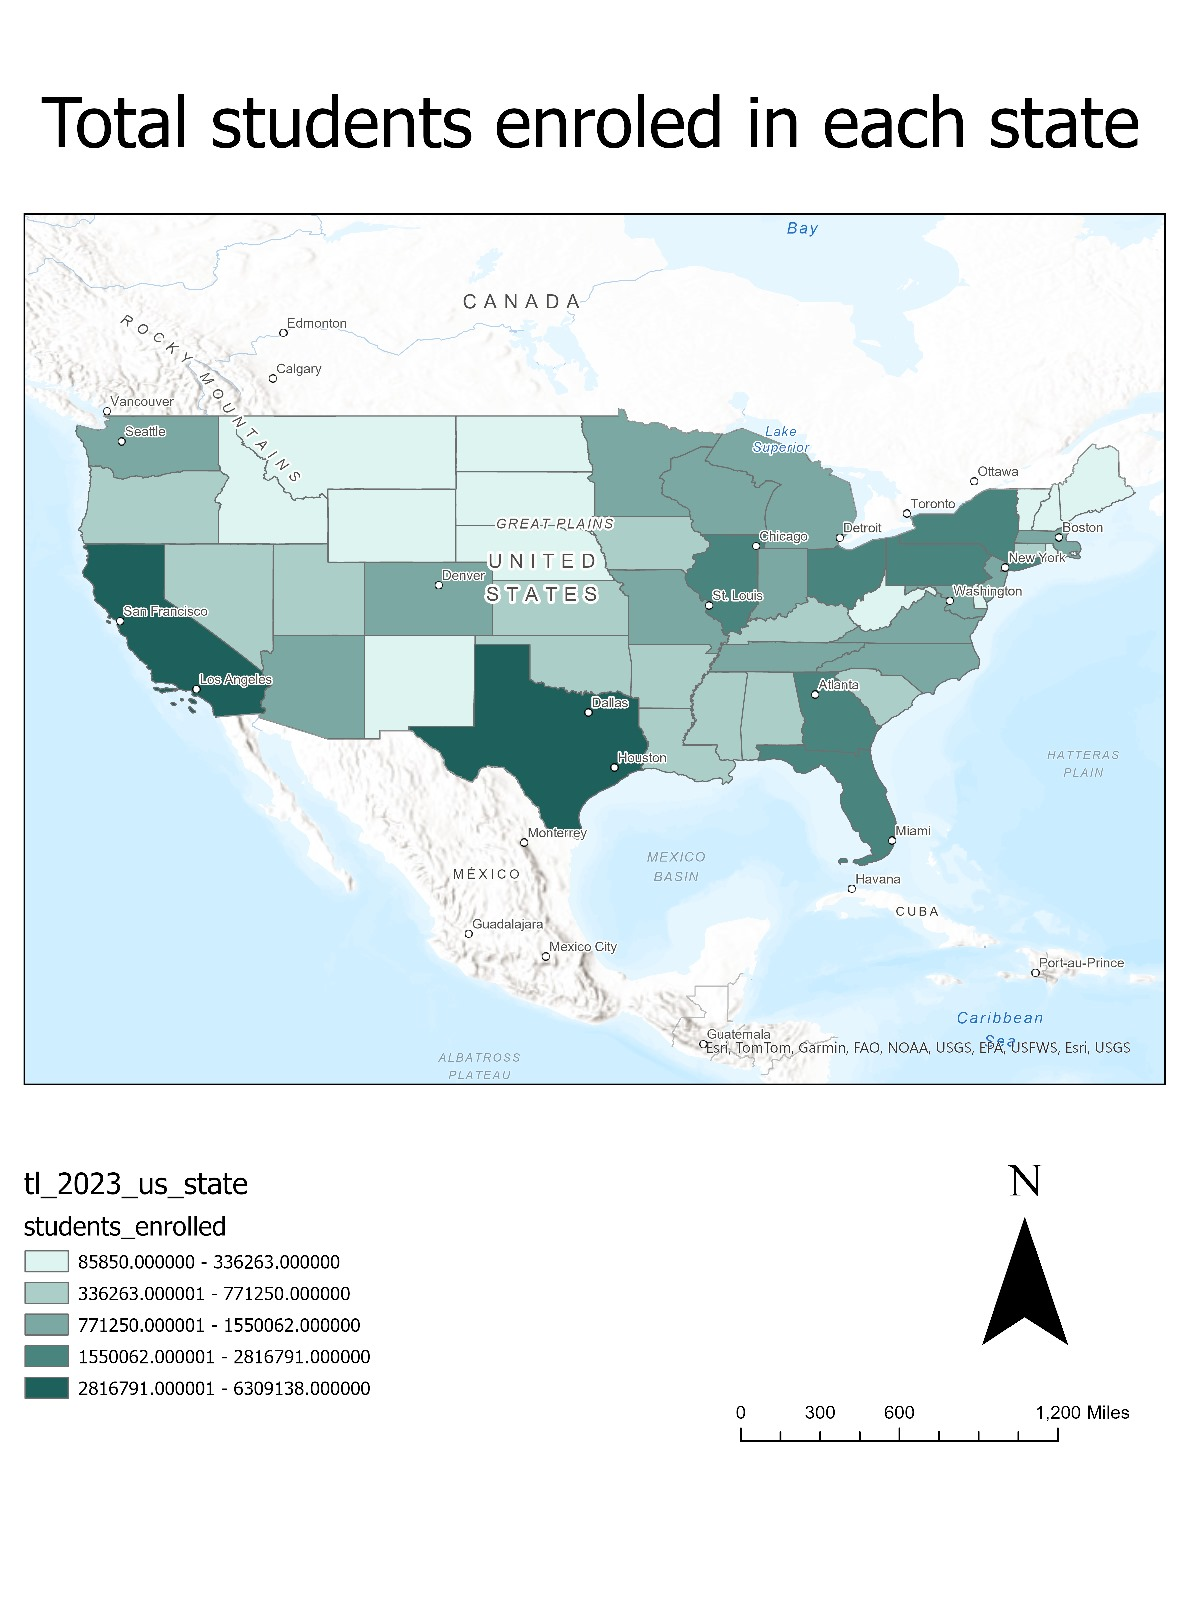 Total students enroled in each state
Bay
CANADA
ROCKY MOUNTAINS
Edmonton
Calgary
Vancouver
Seattle
Lake
Superior
Ottawa
Toronto
GREAT PLAINS
Detroit
Boston
Chicago
UNITED
STATES
New York
Denver
St. Louis
Washington
San Francisco
Los Angeles
Atlanta
Dallas
Houston
HATTERAS
PLAIN
Monterrey
Miami
MEXICO
BASIN
MÉXICO
Havana
CUBA
Guadalajara
Mexico City
Port-au-Prince
Caribbean
Sea
Guatemala
Esri, TomTom, Garmin, FAO, NOAA, USGS, EPA, USFWS, Esri, USGS
ALBATROSS
PLATEAU
tl_2023_us_state
students_enrolled
85850.000000 - 336263.000000
336263.000001 - 771250.000000
771250.000001 - 1550062.000000
1550062.000001 - 2816791.000000
2816791.000001 - 6309138.000000
N
0 300 600 1,200 Miles